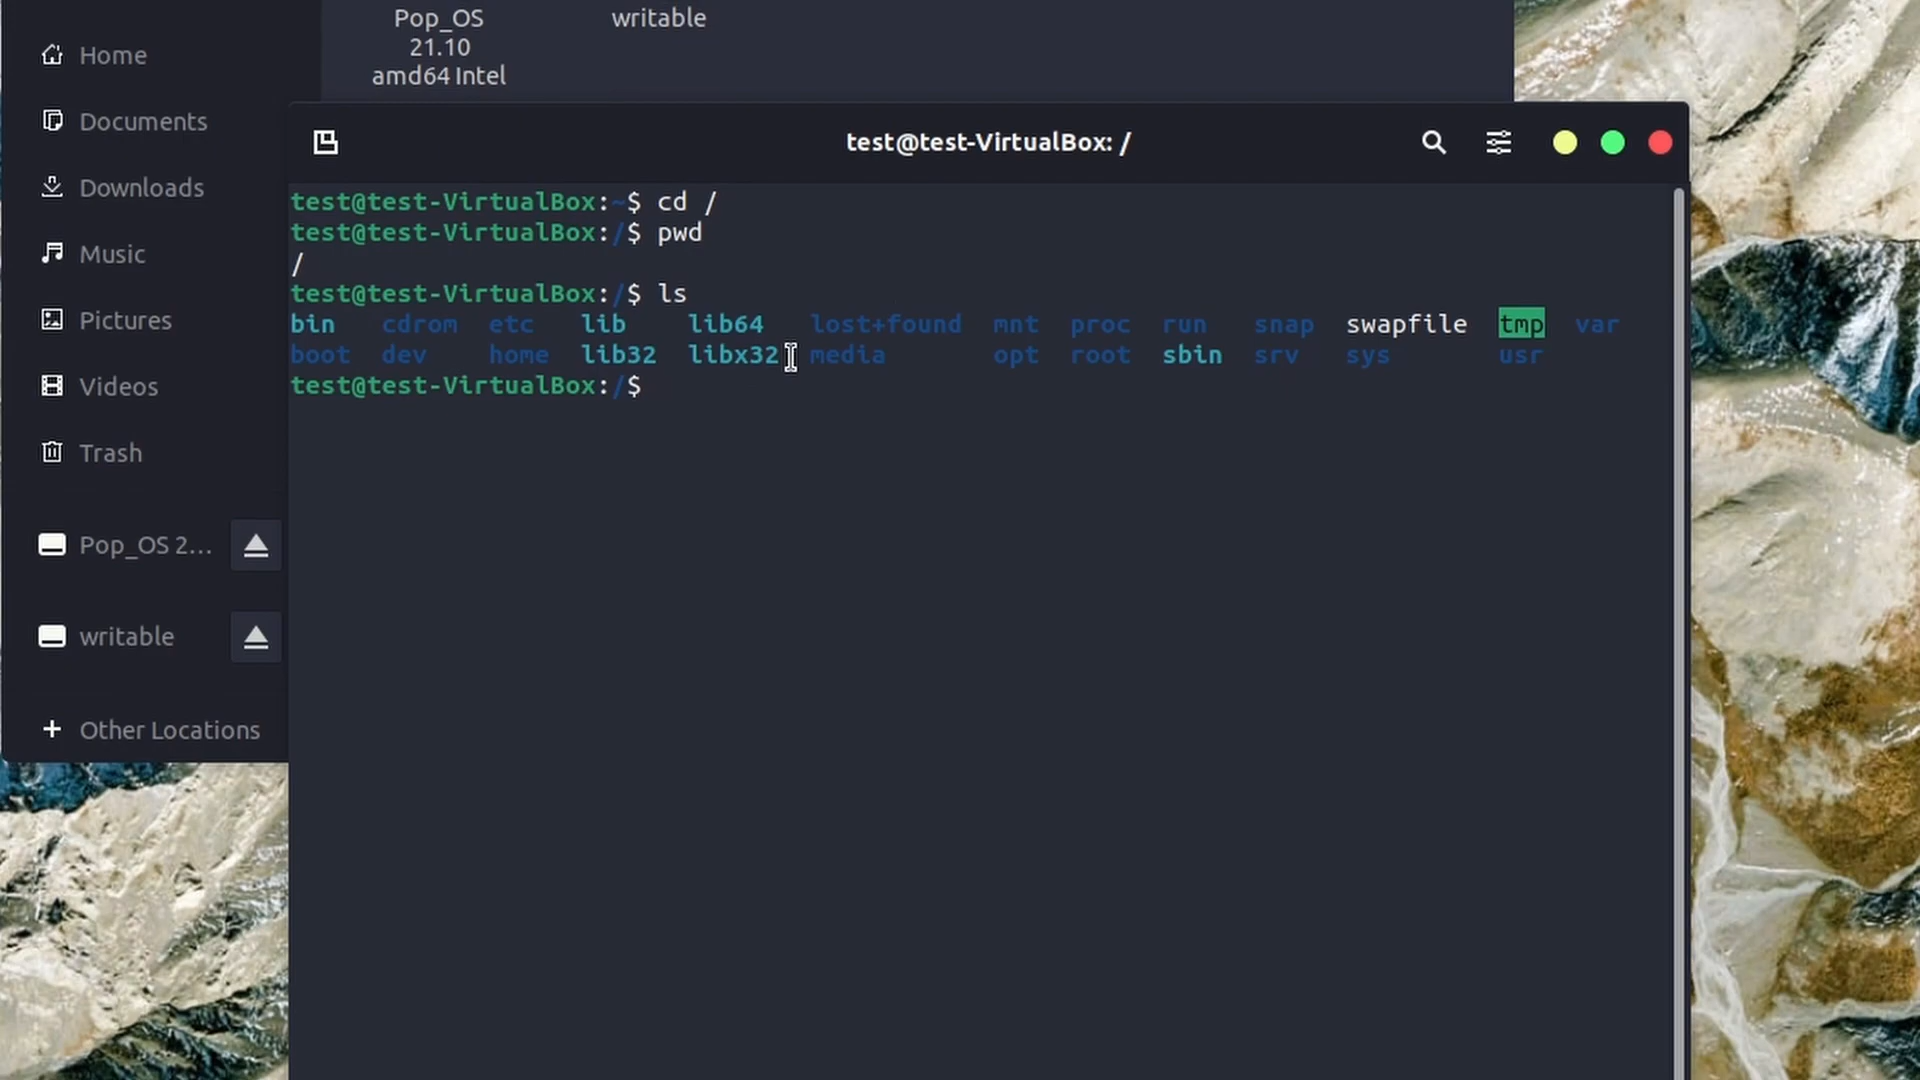 Pop_OS
21.10
amd64 Intel
writable
Home
Documents
Downloads
Music
Pictures
Videos
Trash
Pop_OS 2...
writable
+ Other Locations
test@test-VirtualBox: /
test@test-VirtualBox:~$ cd /
test@test-VirtualBox:/$ pwd
/
test@test-VirtualBox:/$ ls
bin cdrom etc lib lib64 lost+found mnt proc run snap swapfile tmp var
boot dev home lib32 libx32 media opt root sbin srv sys usr
test@test-VirtualBox:/$